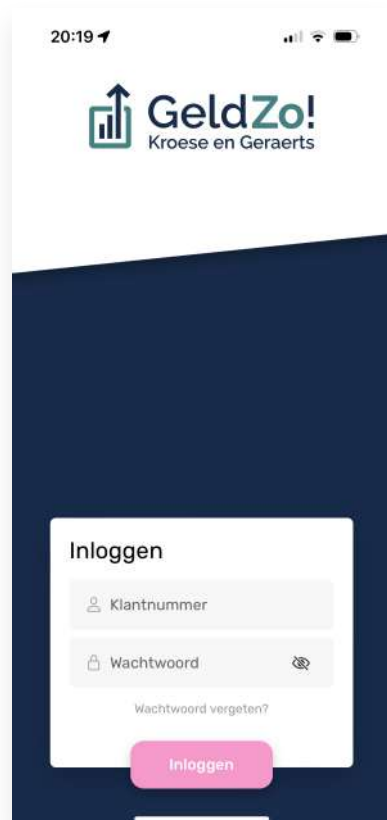 20:19
GeldZo!
Kroese en Geraerts
Inloggen
Klantnummer
Wachtwoord
Wachtwoord vergeten?
Inloggen